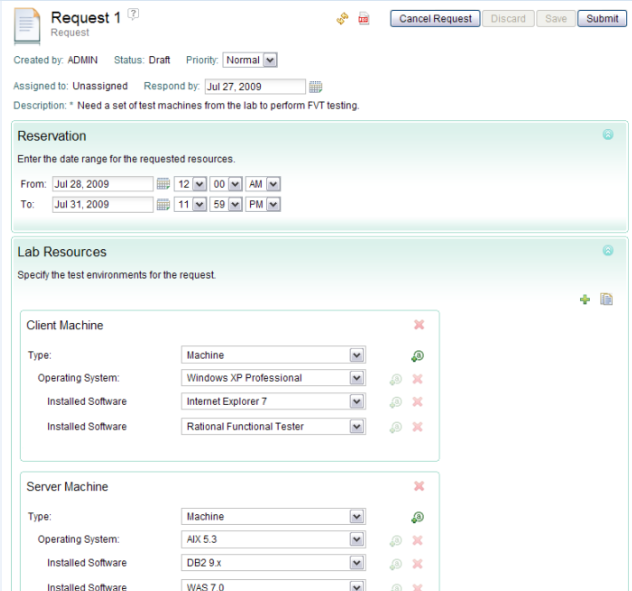 Request 1 ?
Cancel Request Discard Save Submit
Request
Created by: ADMIN Status: Draft Priority: Normal
Assigned to: Unassigned Respond by: Jul 27, 2009
Description: * Need a set of test machines from the lab to perform FVT testing.
Reservation
Enter the date range for the requested resources.
From: Jul 28, 2009 12 00 AM
To: Jul 31, 2009 11 59 PM
Lab Resources
Specify the test environments for the request.
Client Machine
Type: Machine
Operating System: Windows XP Professional
Installed Software Internet Explorer 7
Installed Software Rational Functional Tester
Server Machine
Type: Machine
Operating System: AIX 5.3
Installed Software DB2 9.x
Installed Software WAS 7.0